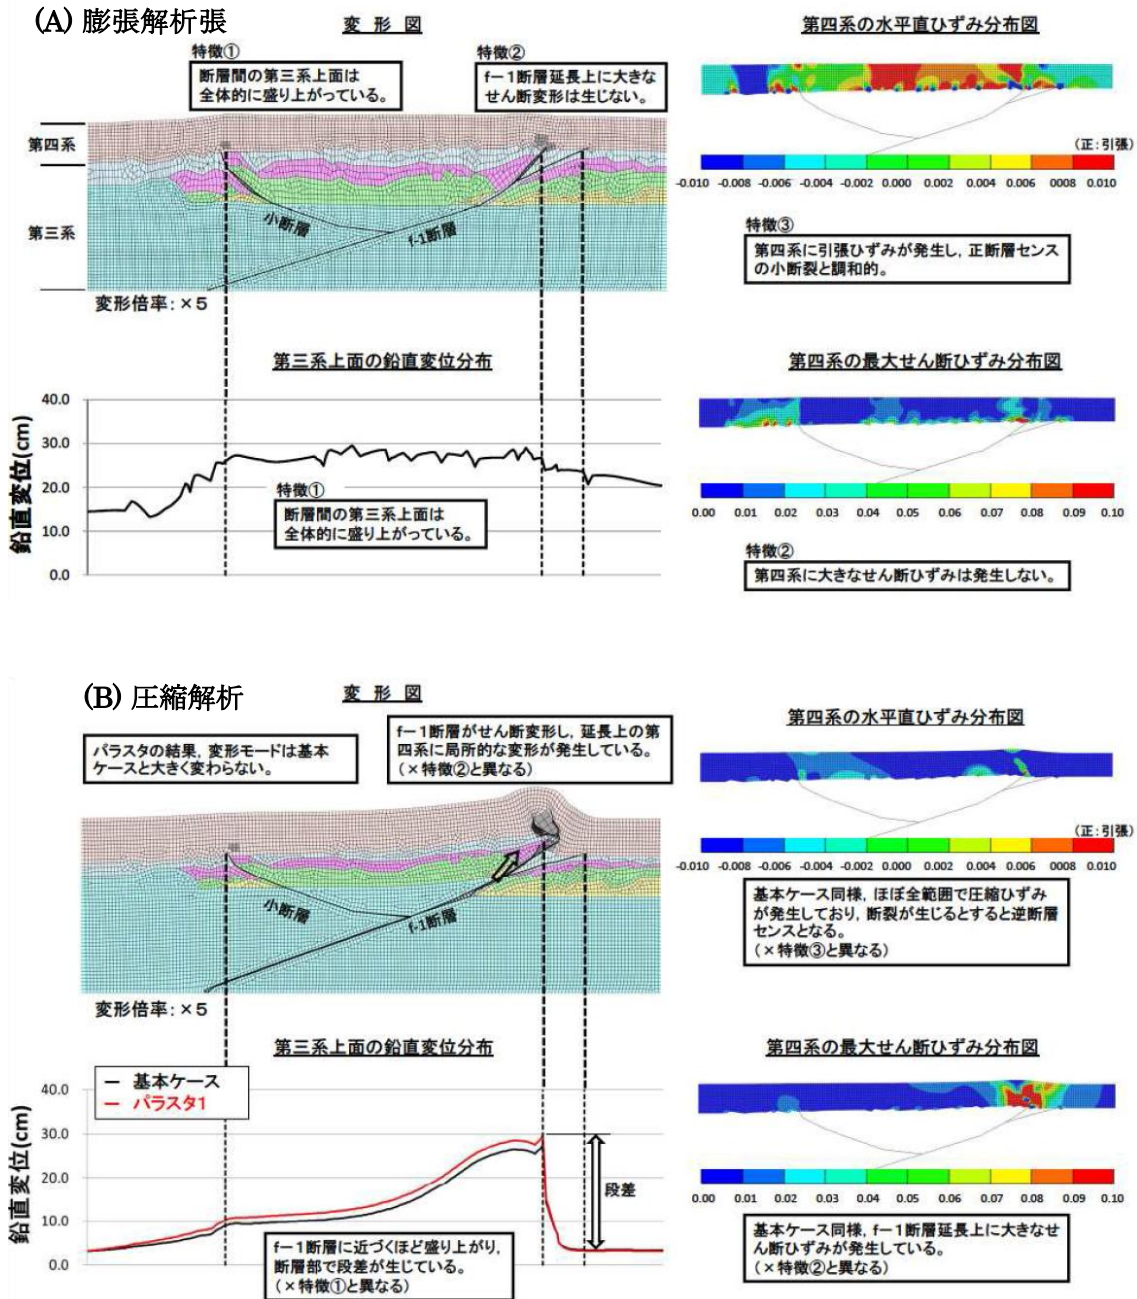 (A) 膨張解析張
変 形 図
特徴①
断層間の第三系上面は
全体的に盛り上がっている。
特徴②
f－1断層延長上に大きな
せん断変形は生じない。
第四系
第三系
小断層
f-1断層
変形倍率：×５
第三系上面の鉛直変位分布
鉛直変位(cm)
40.0
30.0
20.0
10.0
0.0
特徴①
断層間の第三系上面は
全体的に盛り上がっている。
第四系の水平直ひずみ分布図
(正：引張)
-0.010 -0.008 -0.006 -0.004 -0.002 0.000 0.002 0.004 0.006 0008 0.010
特徴③
第四系に引張ひずみが発生し，正断層センス
の小断裂と調和的。
第四系の最大せん断ひずみ分布図
0.00 0.01 0.02 0.03 0.04 0.05 0.06 0.07 0.08 0.09 0.10
特徴②
第四系に大きなせん断ひずみは発生しない。
(B) 圧縮解析
変 形 図
パラスタの結果，変形モードは基本
ケースと大きく変わらない。
f－1断層がせん断変形し，延長上の第
四系に局所的な変形が発生している。
（×特徴②と異なる）
小断層
f-1断層
変形倍率：×５
第三系上面の鉛直変位分布
鉛直変位(cm)
基本ケース
パラスタ1
40.0
30.0
20.0
10.0
0.0
段差
f－1断層に近づくほど盛り上がり，
断層部で段差が生じている。
（×特徴①と異なる）
第四系の水平直ひずみ分布図
(正：引張)
-0.010 -0.008 -0.006 -0.004 -0.002 0.000 0.002 0.004 0.006 0.008 0.010
基本ケース同様，ほぼ全範囲で圧縮ひずみ
が発生しており，断裂が生じるとすると逆断層
センスとなる。
（×特徴③と異なる）
第四系の最大せん断ひずみ分布図
0.00 0.01 0.02 0.03 0.04 0.05 0.06 0.07 0.08 0.09 0.10
基本ケース同様，f－1断層延長上に大きなせ
ん断ひずみが発生している。
（×特徴②と異なる）